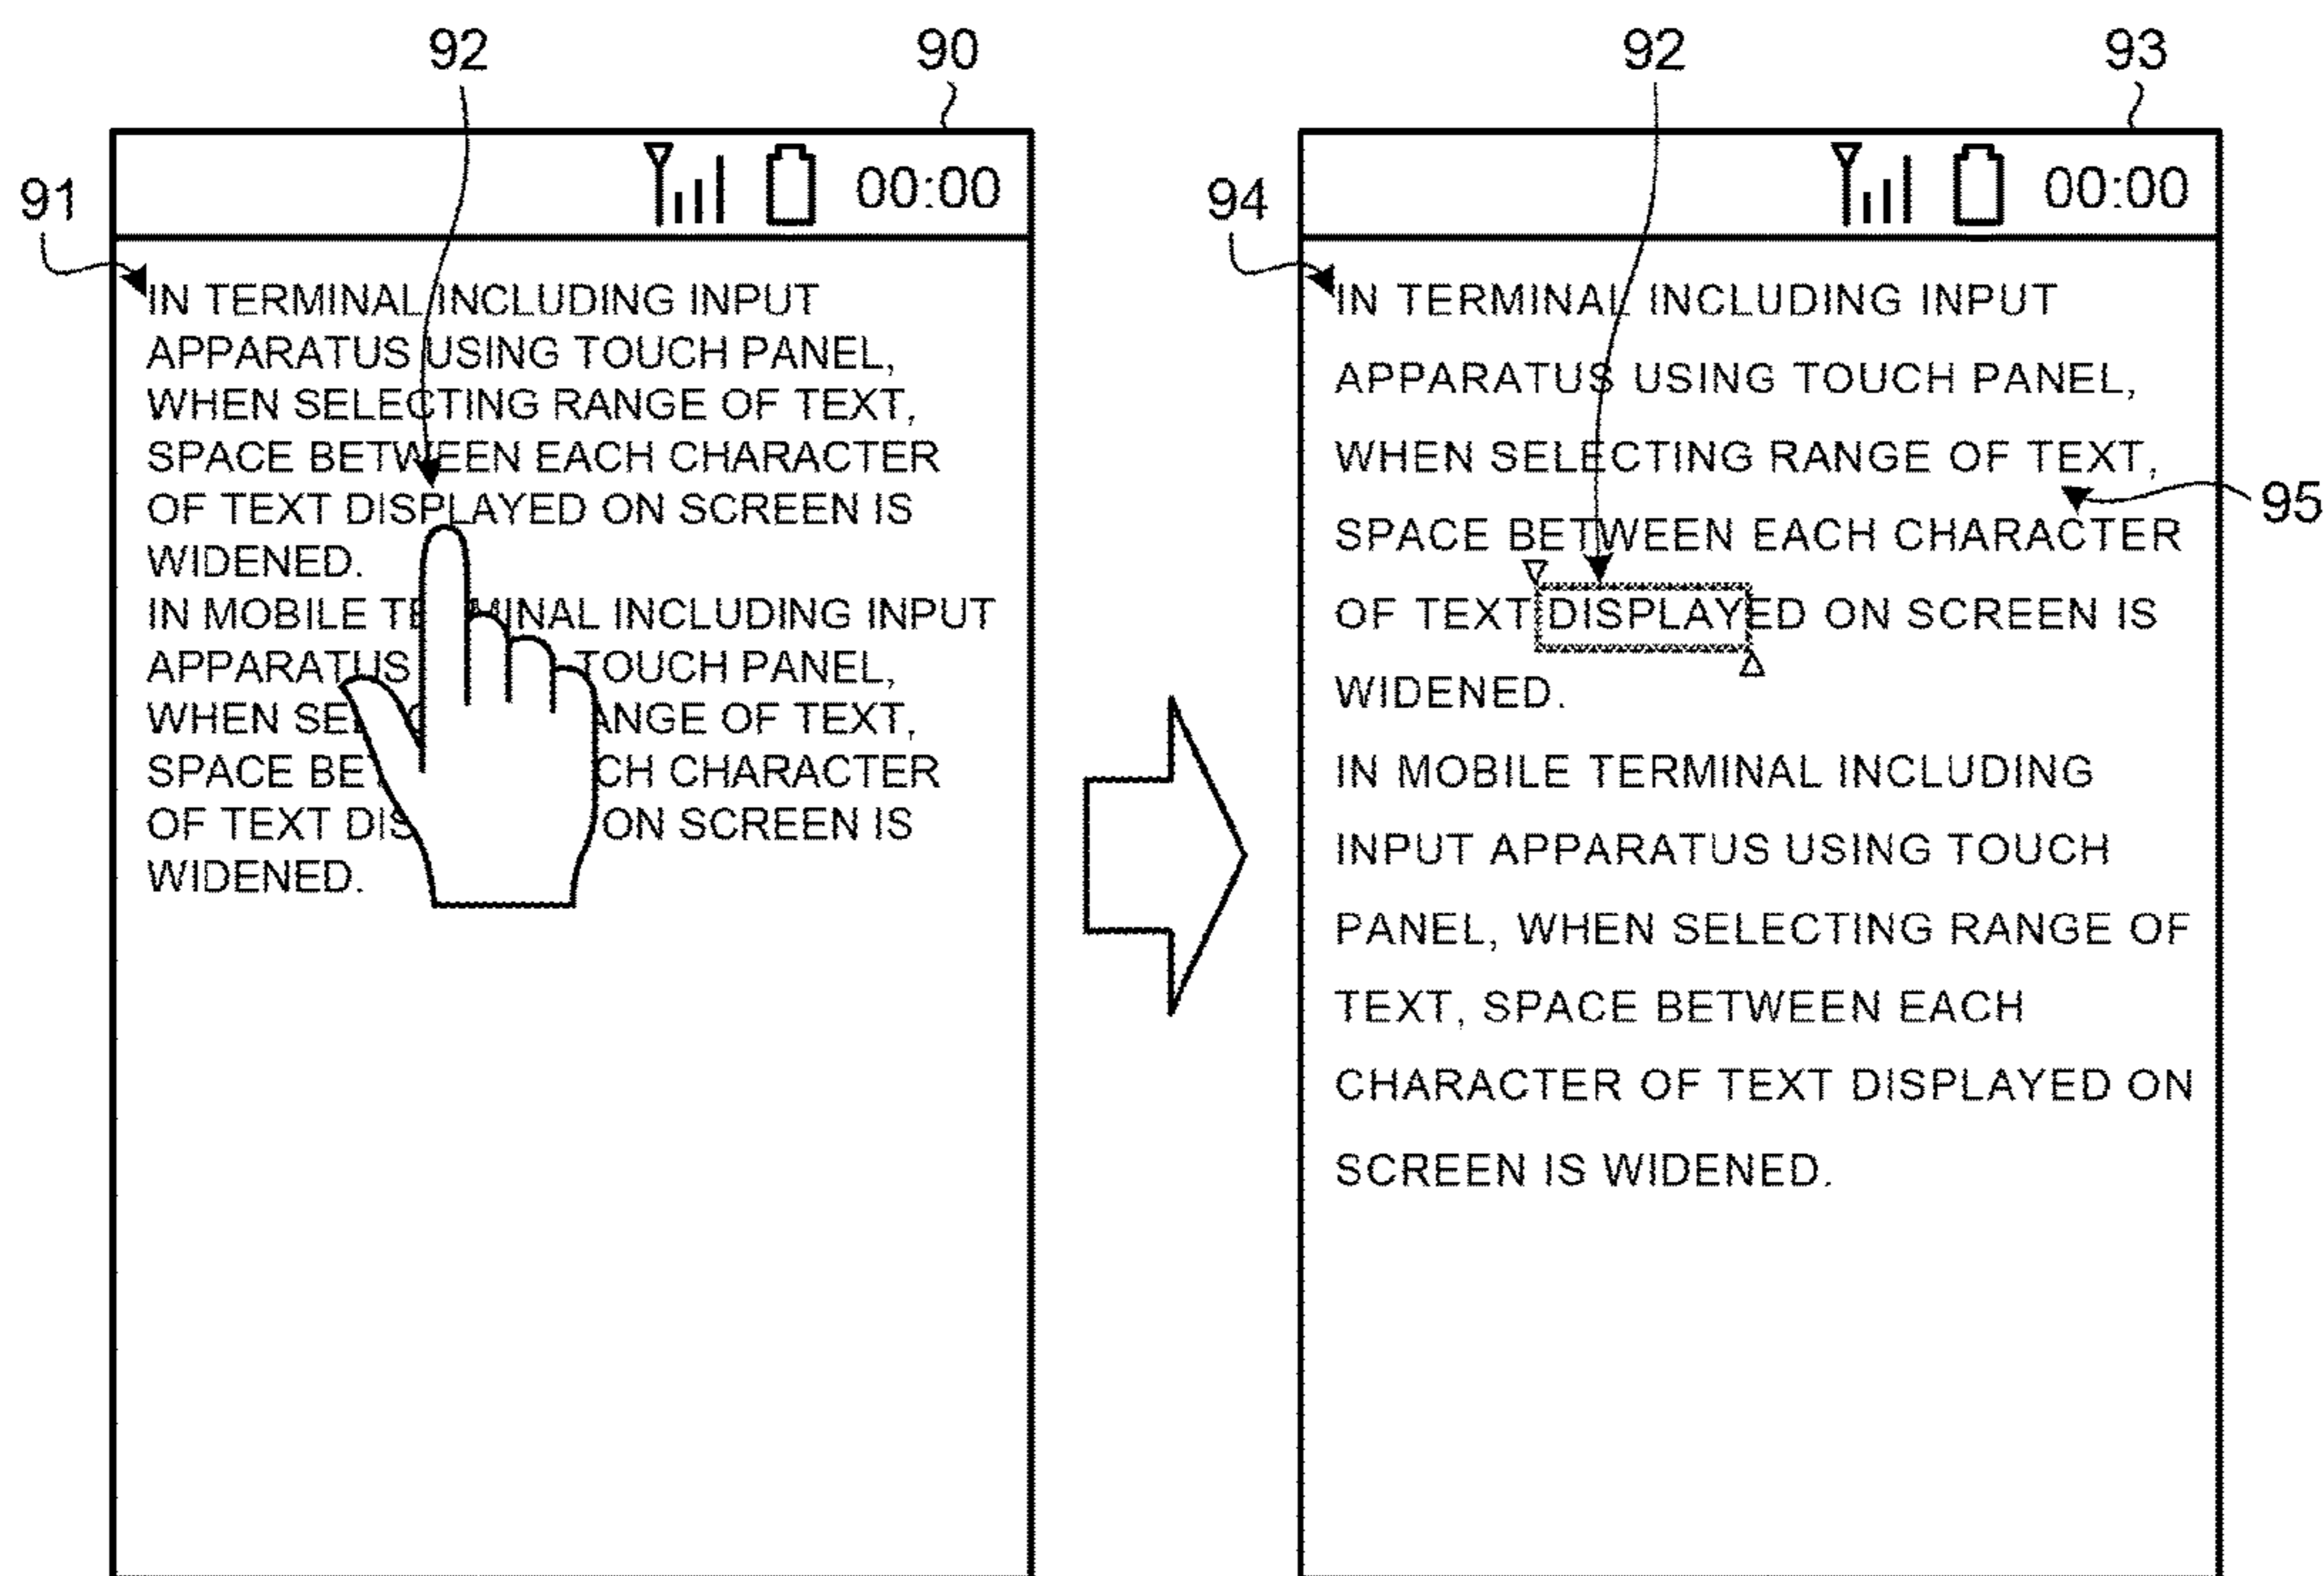 92
90
00:00
91
IN TERMINAL INCLUDING INPUT
APPARATUS USING TOUCH PANEL,
WHEN SELECTING RANGE OF TEXT,
SPACE BETWEEN EACH CHARACTER
OF TEXT DISPLAYED ON SCREEN IS
WIDENED.
IN MOBILE TE MINAL INCLUDING INPUT
APPARATUS TOUCH PANEL,
WHEN SE ANGE OF TEXT,
SPACE BE CH CHARACTER
OF TEXT DIS ON SCREEN IS
WIDENED.
92
93
00:00
94
IN TERMINAL INCLUDING INPUT
APPARATUS USING TOUCH PANEL,
WHEN SELECTING RANGE OF TEXT,
95
SPACE BETWEEN EACH CHARACTER
OF TEXT DISPLAYED ON SCREEN IS
WIDENED.
IN MOBILE TERMINAL INCLUDING
INPUT APPARATUS USING TOUCH
PANEL, WHEN SELECTING RANGE OF
TEXT, SPACE BETWEEN EACH
CHARACTER OF TEXT DISPLAYED ON
SCREEN IS WIDENED.